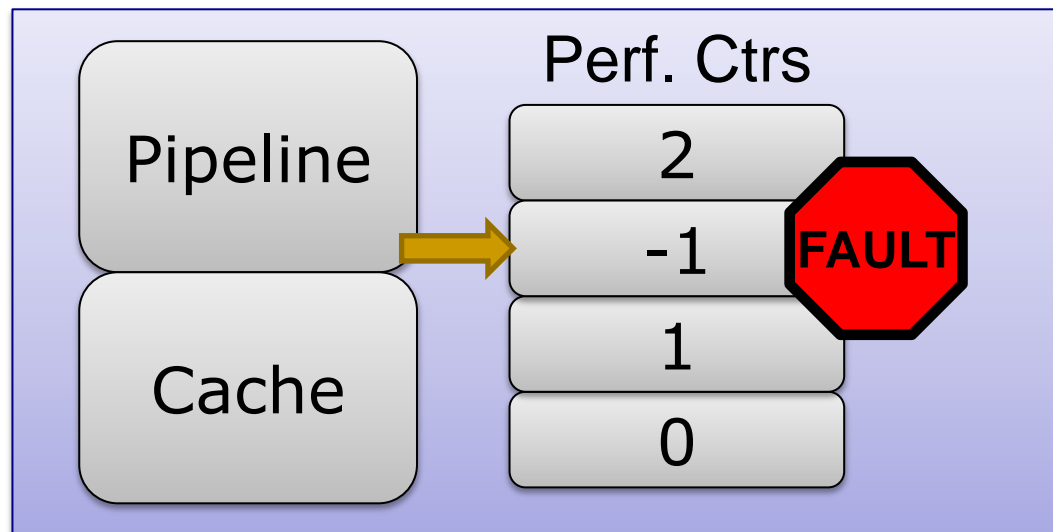 Pipeline
Cache
Perf. Ctrs
2
-1
1
0
FAULT